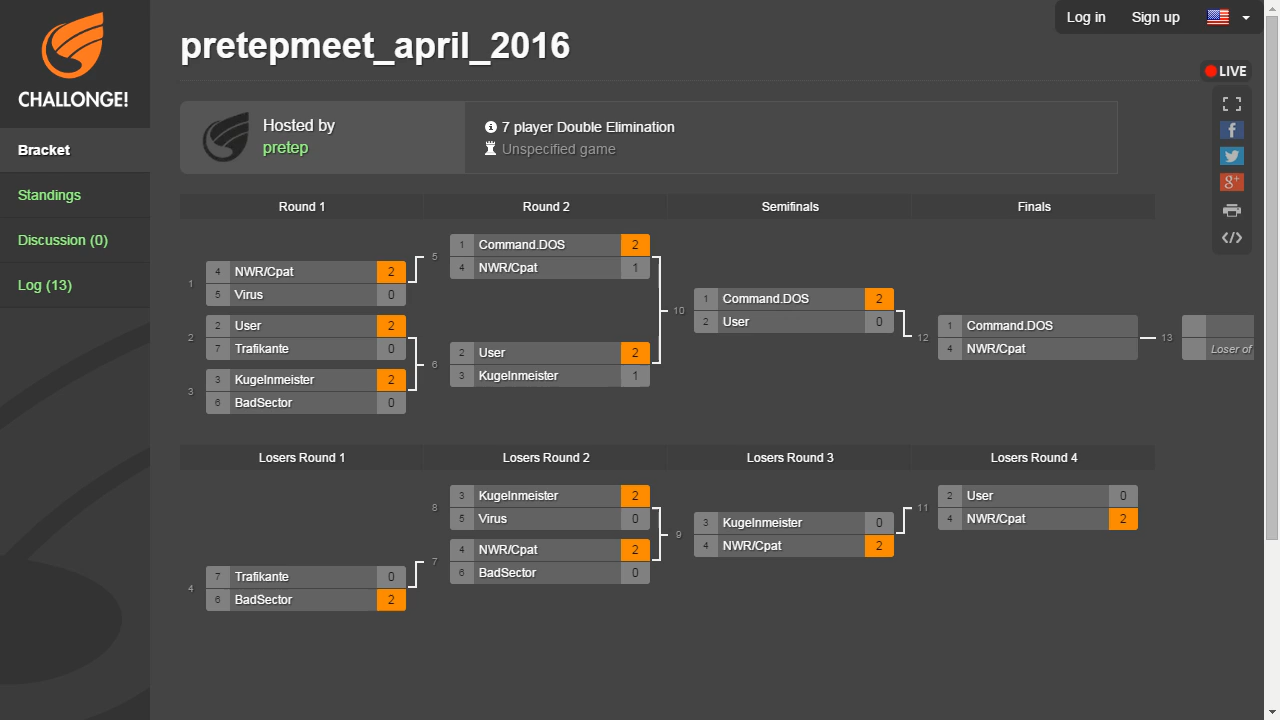 Log in Sign up
pretepmeet_april_2016
CHALLONGE!
LIVE
Bracket
Standings
Discussion (0)
Log (13)
Hosted by
pretep
7 player Double Elimination
Unspecified game
Round 1 Round 2 Semifinals Finals
1
4 NWR/Cpat 2
5 Virus 0
2
2 User 2
7 Trafikante 0
3
3 Kugelnmeister 2
6 BadSector 0
5
1 Command.DOS 2
4 NWR/Cpat 1
6
2 User 2
3 Kugelnmeister 1
10
1 Command.DOS 2
2 User 0
12
1 Command.DOS
4 NWR/Cpat
13
Loser of
Losers Round 1 Losers Round 2 Losers Round 3 Losers Round 4
4
7 Trafikante 0
6 BadSector 2
8
3 Kugelnmeister 2
5 Virus 0
7
4 NWR/Cpat 2
6 BadSector 0
9
3 Kugelnmeister 0
4 NWR/Cpat 2
11
2 User 0
4 NWR/Cpat 2